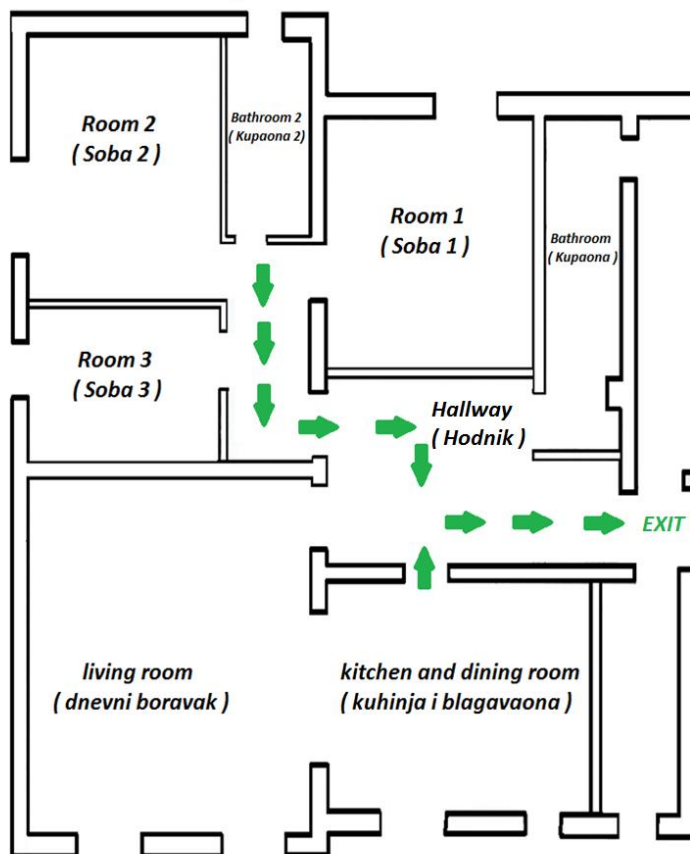 Room 2
( Soba 2 )
Bathroom 2
( Kupaona 2)
Room 1
( Soba 1 )
Bathroom
( Kupaona )
Room 3
( Soba 3 )
Hallway
( Hodnik )
EXIT
living room
( dnevni boravak )
kitchen and dining room
( kuhinja i blagavaona )